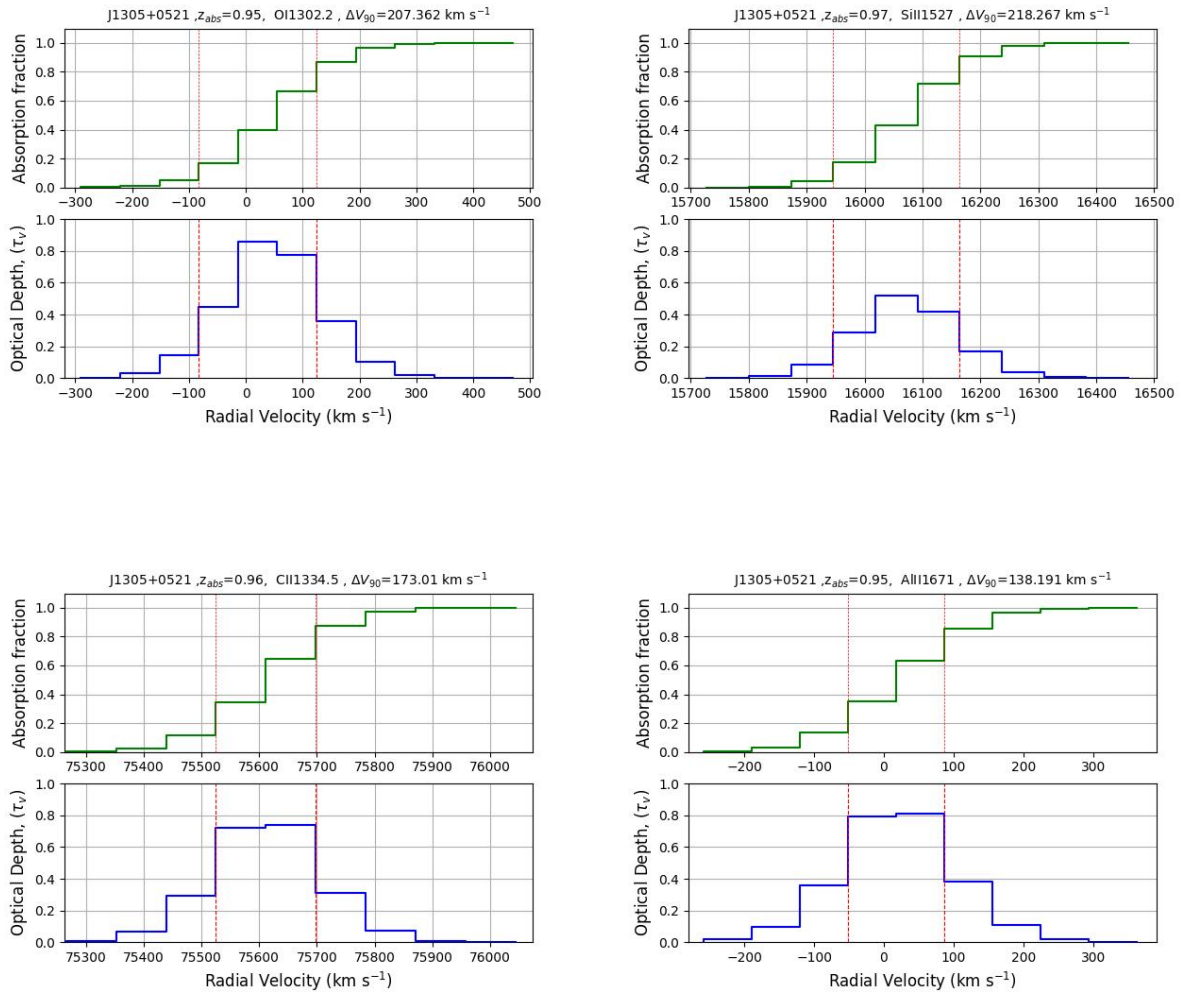 J1305+0521 ,z_abs=0.95, OI1302.2 , ΔV_90=207.362 km s⁻¹
Absorption fraction
1.0
0.8
0.6
0.4
0.2
0.0
−300 −200 −100 0 100 200 300 400 500
Optical Depth, (τ_v)
1.0
0.8
0.6
0.4
0.2
0.0
−300 −200 −100 0 100 200 300 400 500
Radial Velocity (km s⁻¹)
J1305+0521 ,z_abs=0.97, SiII1527 , ΔV_90=218.267 km s⁻¹
Absorption fraction
1.0
0.8
0.6
0.4
0.2
0.0
15700 15800 15900 16000 16100 16200 16300 16400 16500
Optical Depth, (τ_v)
1.0
0.8
0.6
0.4
0.2
0.0
15700 15800 15900 16000 16100 16200 16300 16400 16500
Radial Velocity (km s⁻¹)
J1305+0521 ,z_abs=0.96, CII1334.5 , ΔV_90=173.01 km s⁻¹
Absorption fraction
1.0
0.8
0.6
0.4
0.2
0.0
75300 75400 75500 75600 75700 75800 75900 76000
Optical Depth, (τ_v)
1.0
0.8
0.6
0.4
0.2
0.0
75300 75400 75500 75600 75700 75800 75900 76000
Radial Velocity (km s⁻¹)
J1305+0521 ,z_abs=0.95, AlII1671 , ΔV_90=138.191 km s⁻¹
Absorption fraction
1.0
0.8
0.6
0.4
0.2
0.0
−200 −100 0 100 200 300
Optical Depth, (τ_v)
1.0
0.8
0.6
0.4
0.2
0.0
−200 −100 0 100 200 300
Radial Velocity (km s⁻¹)